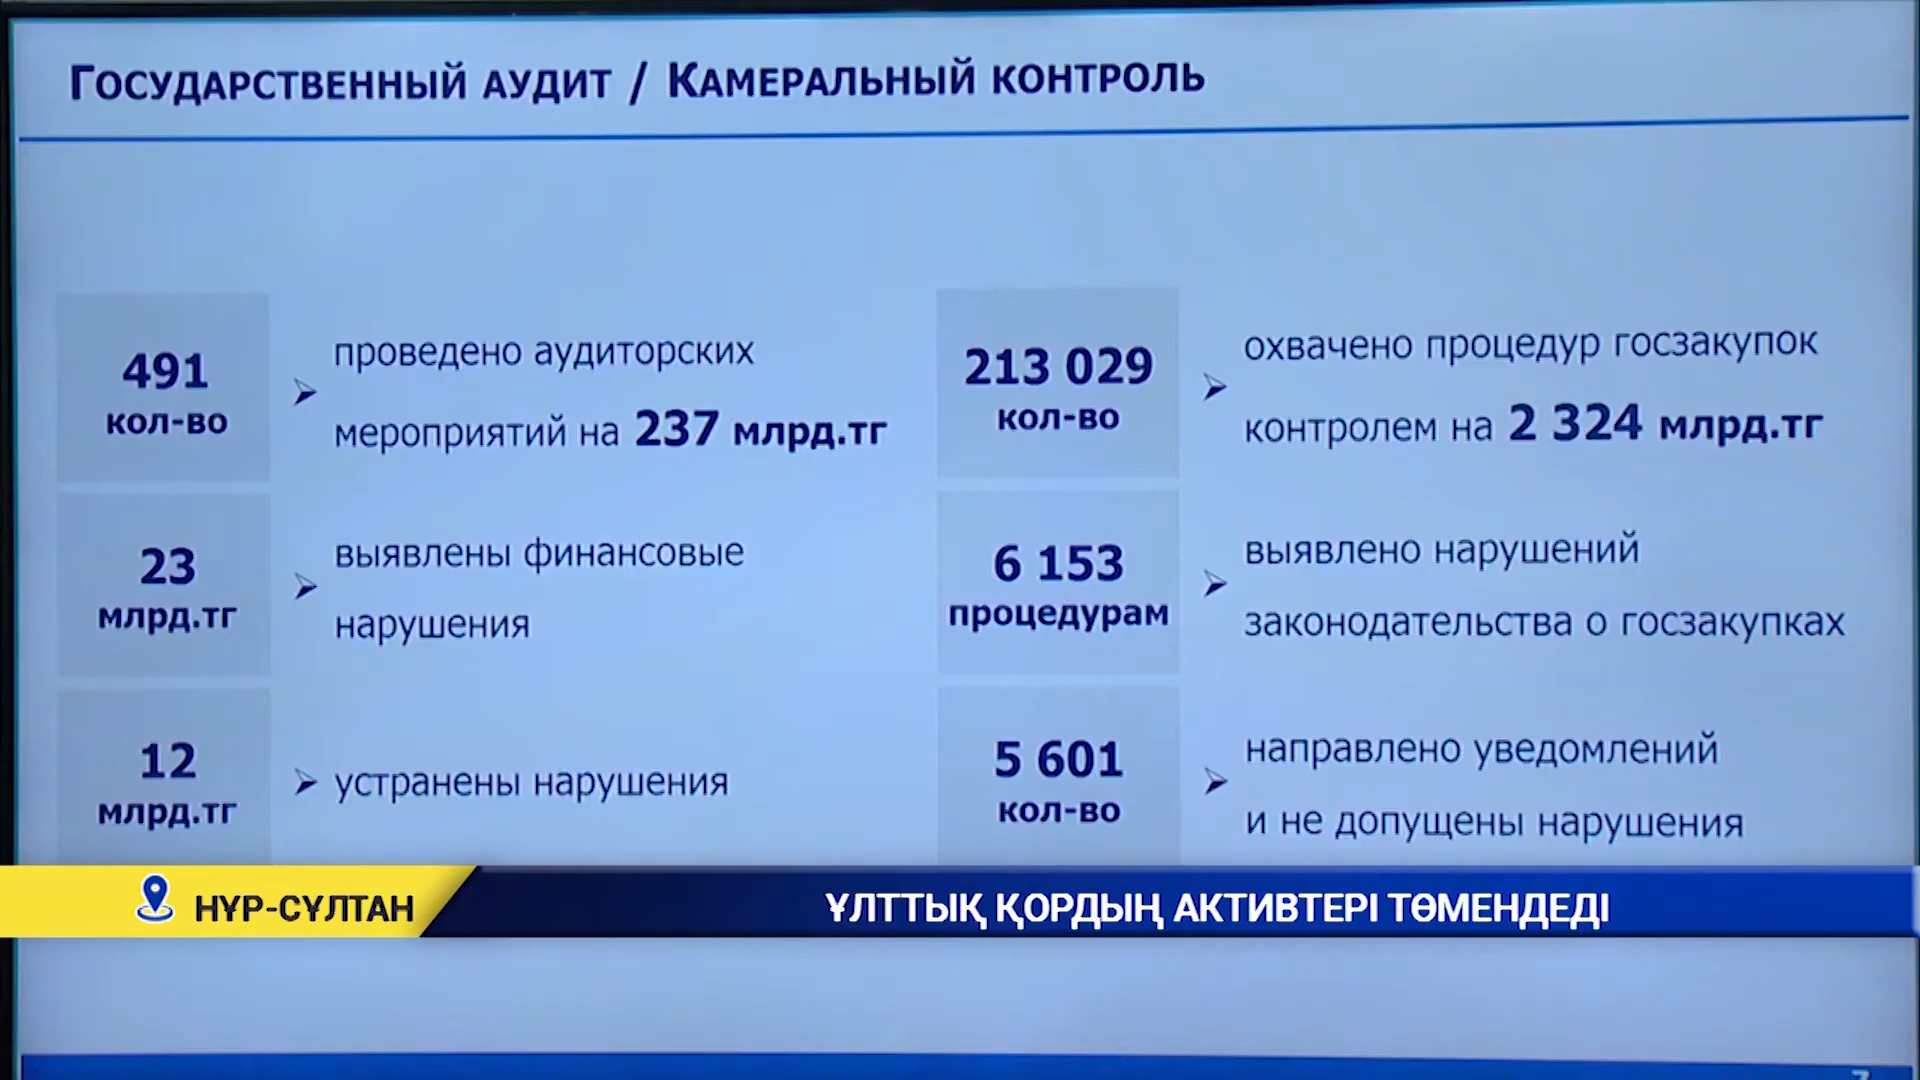 ГОСУДАРСТВЕННЫЙ АУДИТ / КАМЕРАЛЬНЫЙ КОНТРОЛЬ
491
кол-во
проведено аудиторских
мероприятий на 237 млрд.тг
23
млрд.тг
выявлены финансовые
нарушения
12
млрд.тг
устранены нарушения
213 029
кол-во
охвачено процедур госзакупок
контролем на 2 324 млрд.тг
6 153
процедурам
выявлено нарушений
законодательства о госзакупках
5 601
кол-во
направлено уведомлений
и не допущены нарушения
НҰР-СҰЛТАН
ҰЛТТЫҚ ҚОРДЫҢ АКТИВТЕРІ ТӨМЕНДЕДІ